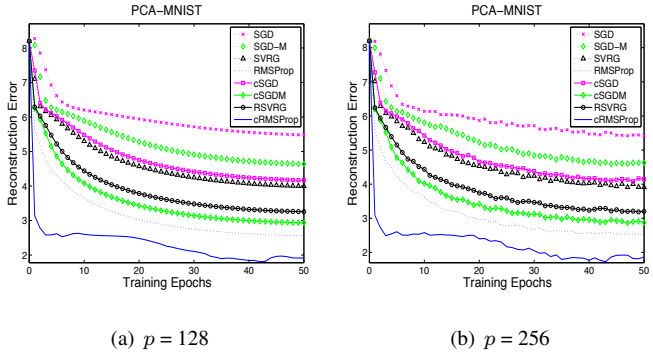 PCA-MNIST
Reconstruction Error
8
7
6
5
4
3
2
0
10
20
30
40
50
Training Epochs
SGD
SGD-M
SVRG
RMSProp
cSGD
cSGDM
RSVRG
cRMSProp
(a) p = 128
PCA-MNIST
Reconstruction Error
8
7
6
5
4
3
2
0
10
20
30
40
50
Training Epochs
SGD
SGD-M
SVRG
RMSProp
cSGD
cSGDM
RSVRG
cRMSProp
(b) p = 256